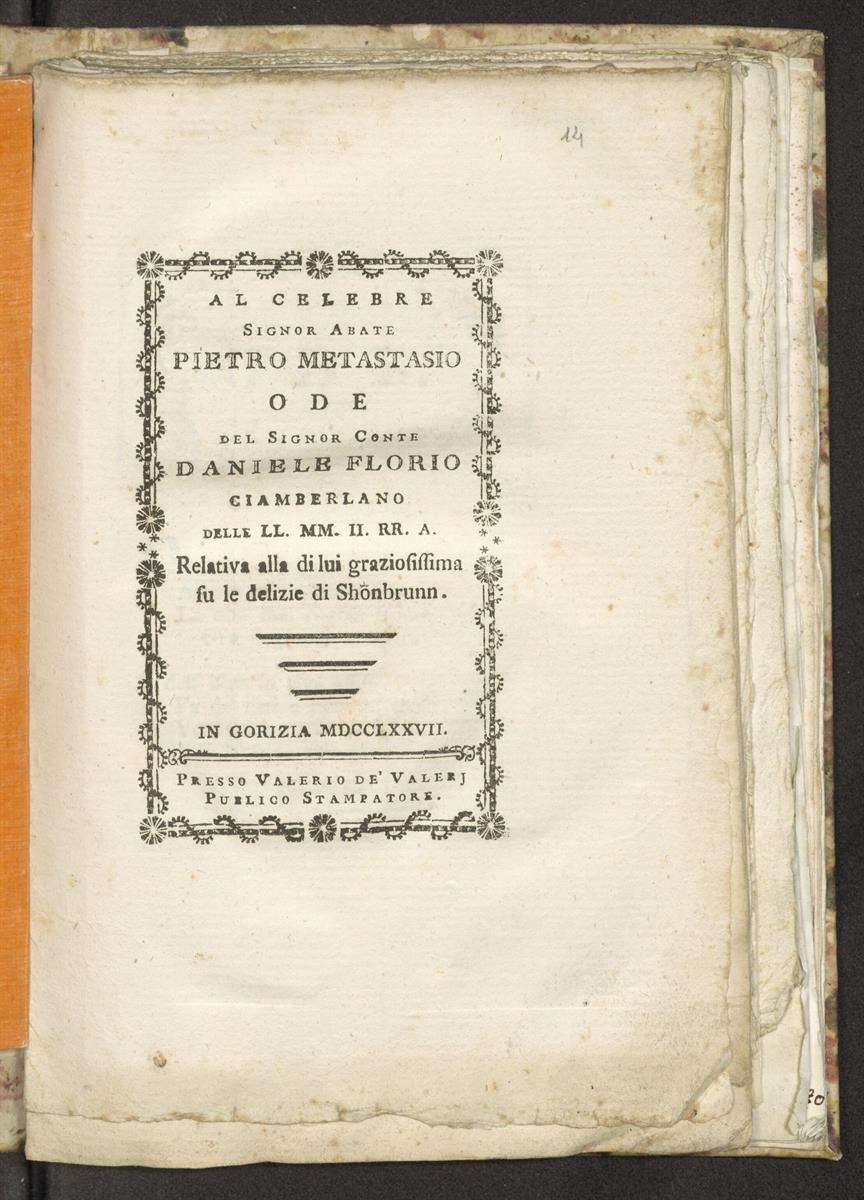 14
AL CELEBRE
SIGNOR ABATE
PIETRO METASTASIO
ODE
DEL SIGNOR CONTE
DANIELE FLORIO
CIAMBERLANO
DELLE LL. MM. II. RR. A.
Relativa alla di lui graziosiſſima
ſu le delizie di Shönbrunn.
IN GORIZIA MDCCLXXVII.
PRESSO VALERIO DE' VALERJ
PUBLICO STAMPATORE.
20